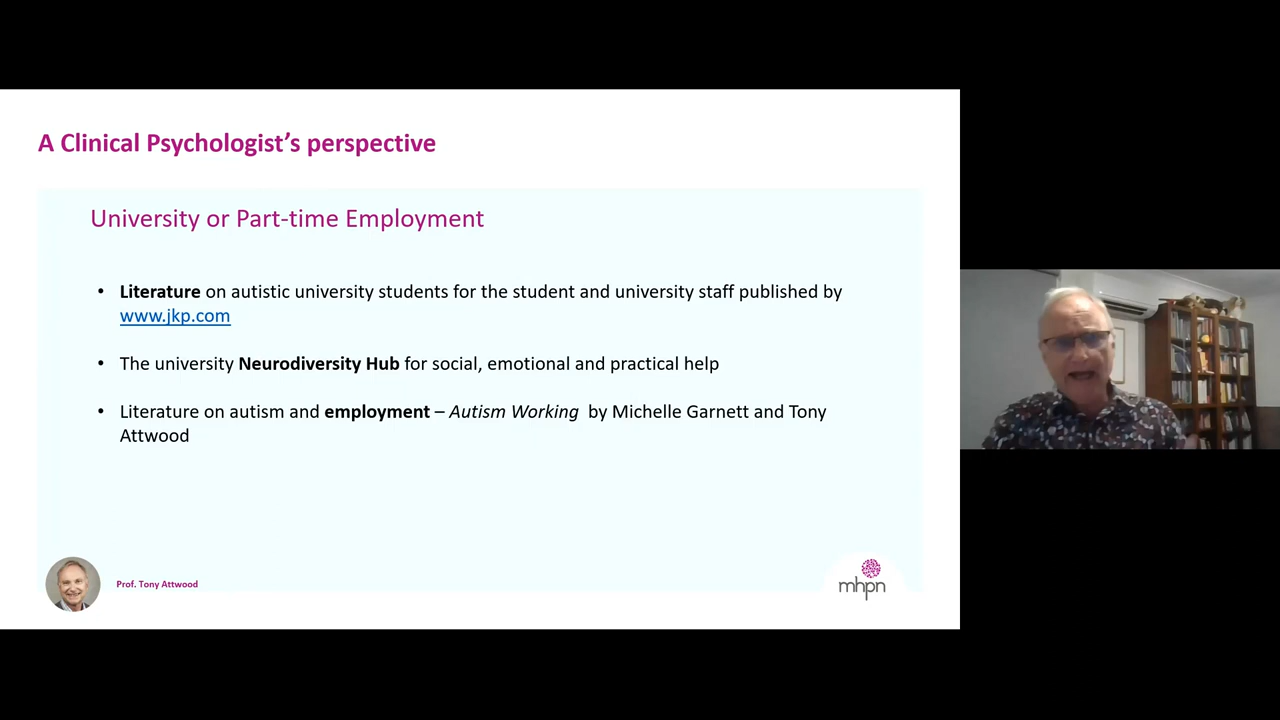 A Clinical Psychologist’s perspective
University or Part-time Employment
• Literature on autistic university students for the student and university staff published by
www.jkp.com
• The university Neurodiversity Hub for social, emotional and practical help
• Literature on autism and employment – Autism Working by Michelle Garnett and Tony
Attwood
Prof. Tony Attwood
mhpn